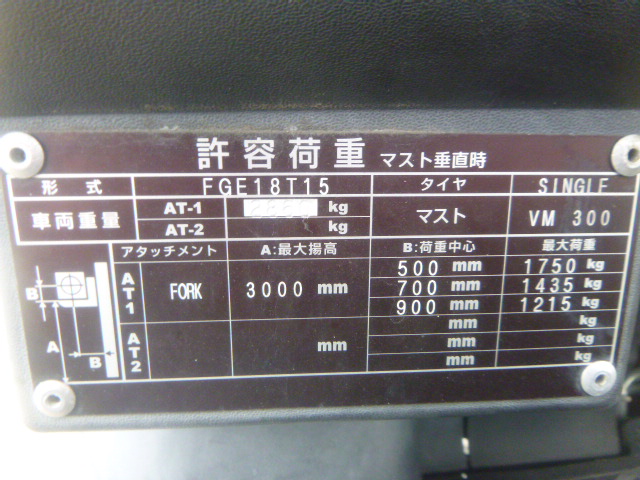 許容荷重 マスト垂直時
形式 FGE18T15 タイヤ SINGLE
車両重量 AT-1 kg マスト VM 300
AT-2 kg
アタッチメント A:最大揚高 B:荷重中心 最大荷重
AT1 FORK 3000 mm 500 mm 1750 kg
700 mm 1435 kg
900 mm 1215 kg
AT2 mm mm kg
mm kg
mm kg
B
A
B